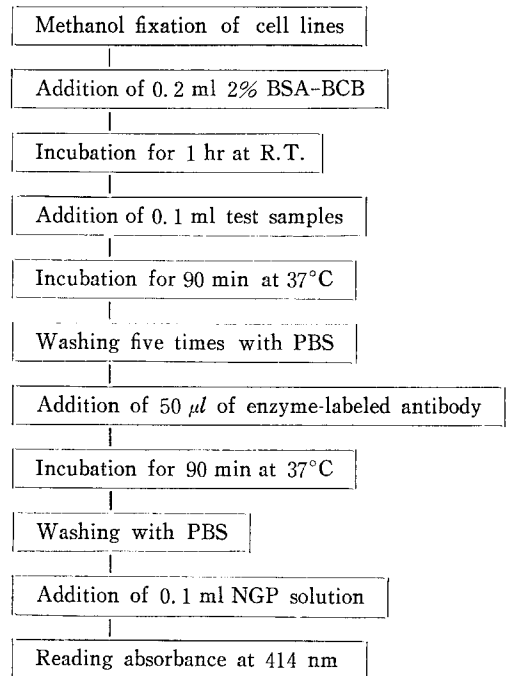 Methanol fixation of cell lines
Addition of 0.2 ml 2% BSA-BCB
Incubation for 1 hr at R.T.
Addition of 0.1 ml test samples
Incubation for 90 min at 37°C
Washing five times with PBS
Addition of 50 μl of enzyme-labeled antibody
Incubation for 90 min at 37°C
Washing with PBS
Addition of 0.1 ml NGP solution
Reading absorbance at 414 nm